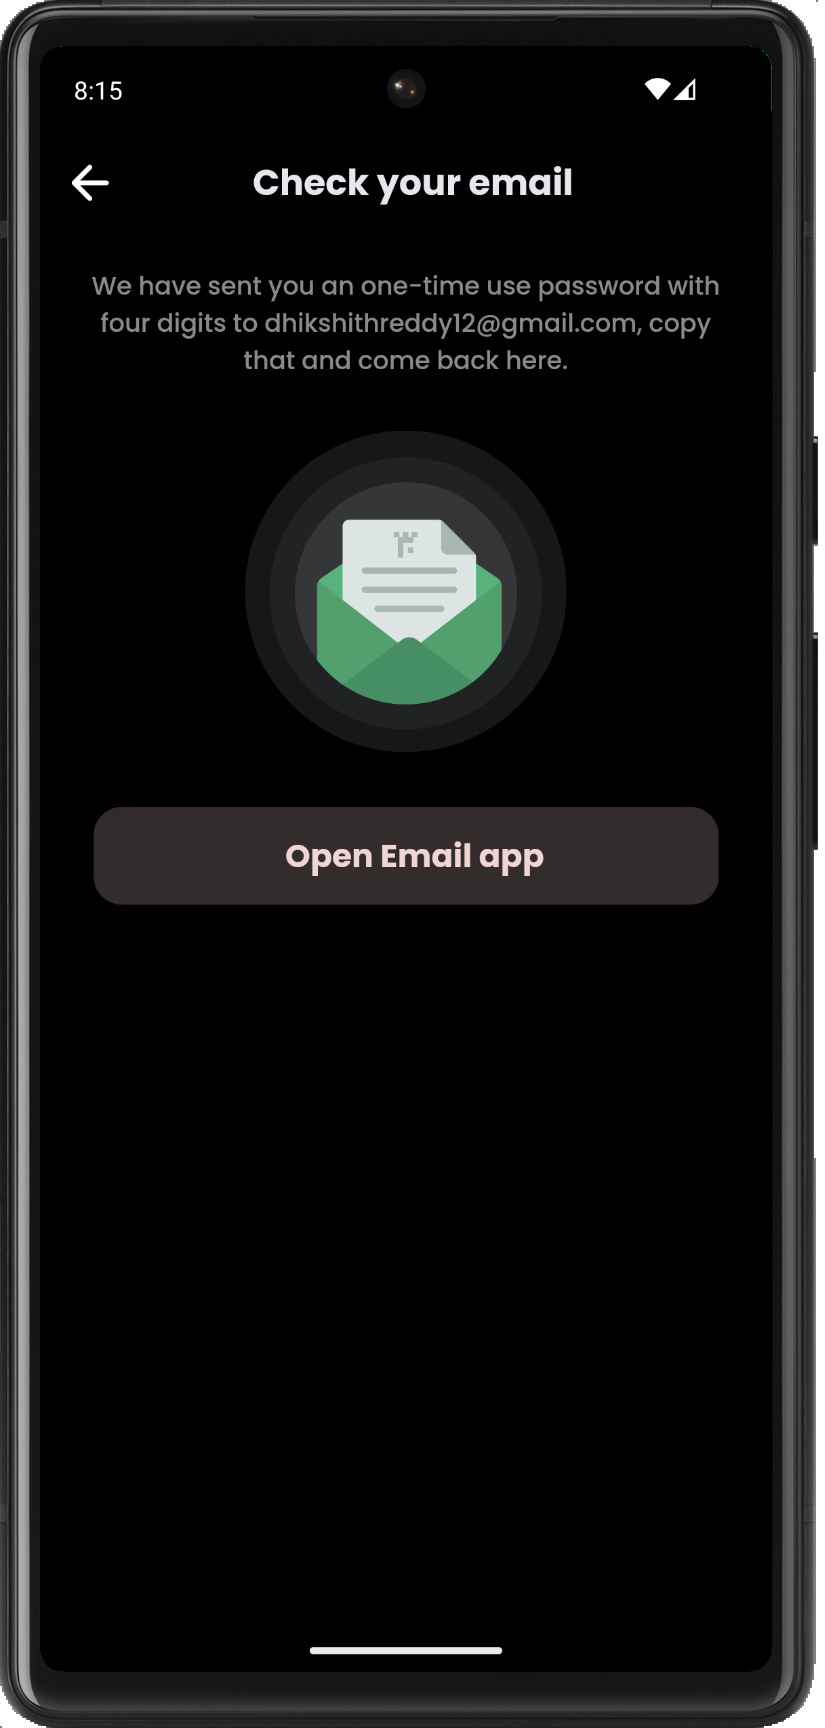 8:15
Check your email
We have sent you an one-time use password with
four digits to dhikshithreddy12@gmail.com, copy
that and come back here.
Open Email app